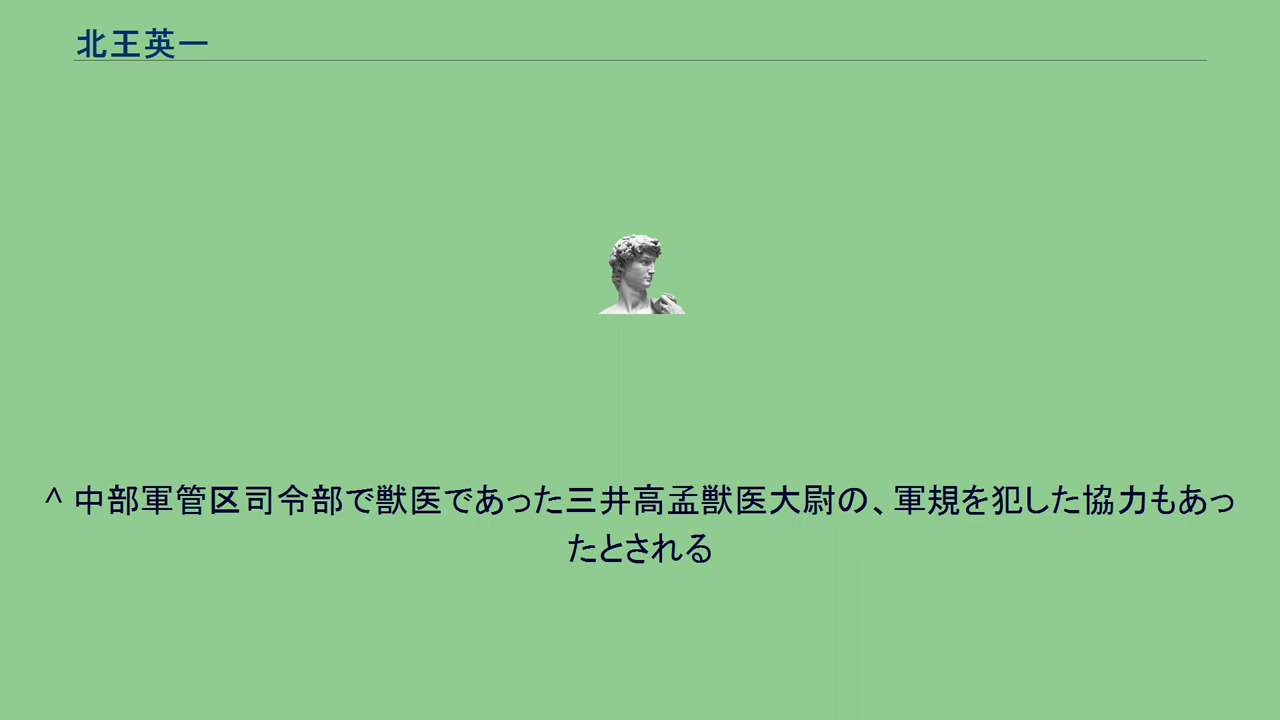 北王英一
^ 中部軍管区司令部で獣医であった三井高孟獣医大尉の、軍規を犯した協力もあっ
たとされる